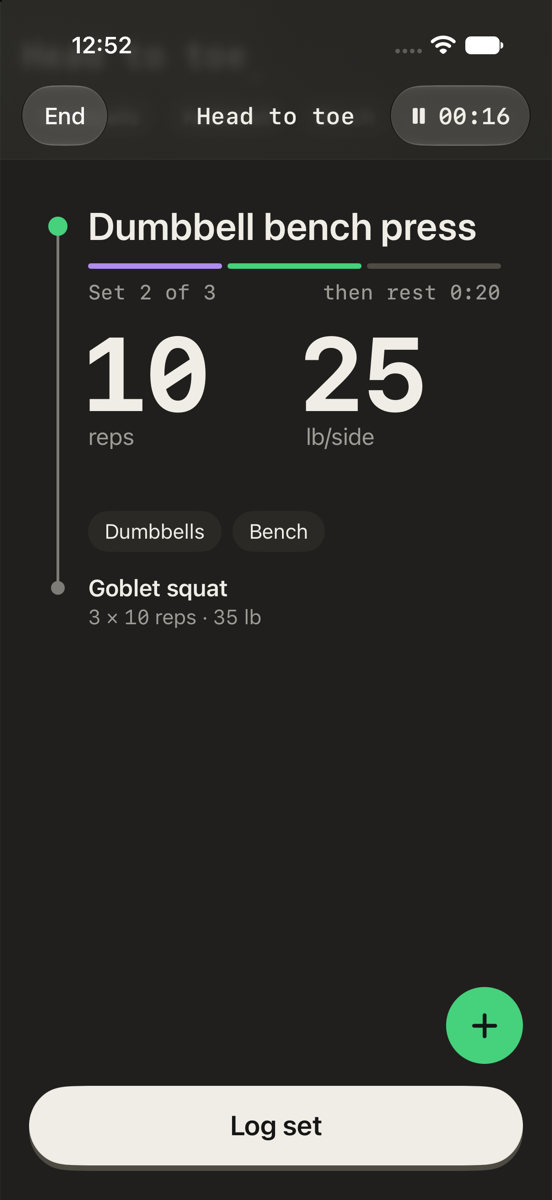 12:52
End
Head to toe
00:16
Dumbbell bench press
Set 2 of 3
then rest 0:20
10
25
reps
lb/side
Dumbbells
Bench
Goblet squat
3 × 10 reps · 35 lb
+
Log set